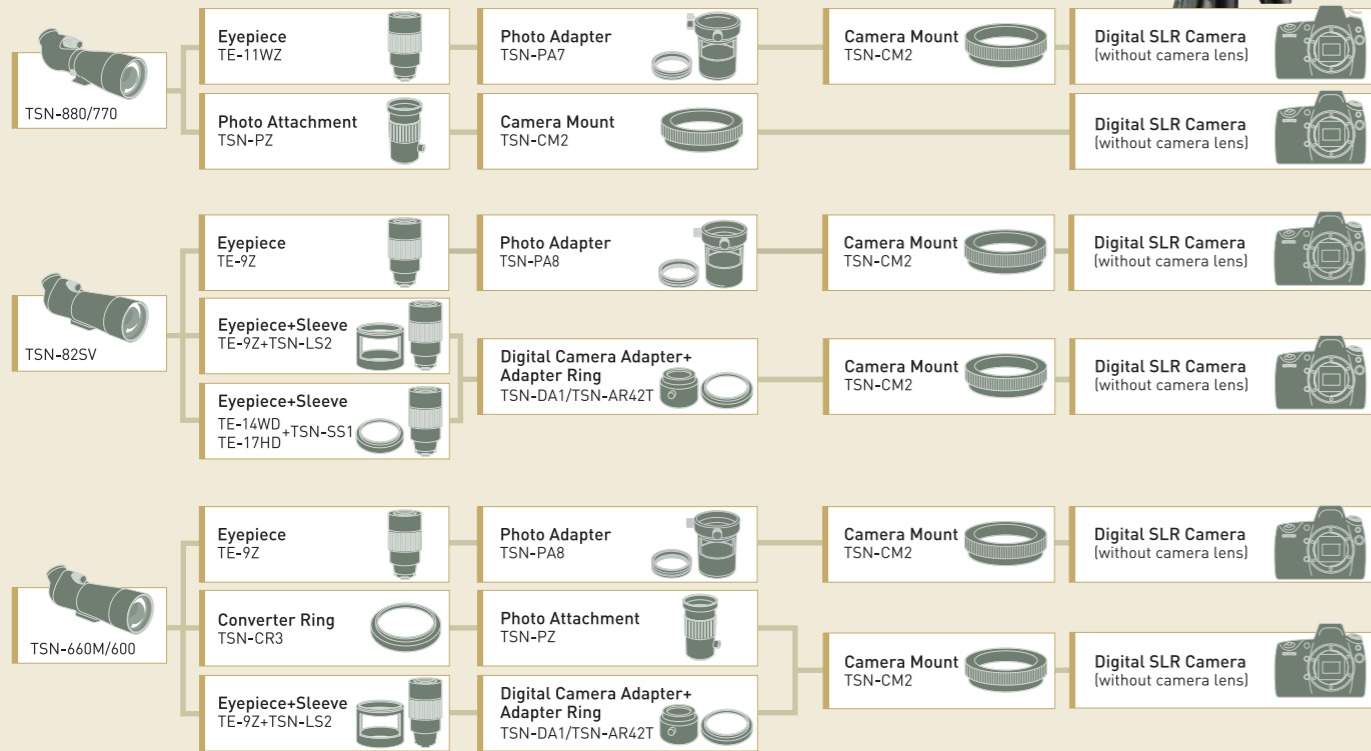 TSN-880/770
Eyepiece
TE-11WZ
Photo Adapter
TSN-PA7
Camera Mount
TSN-CM2
Digital SLR Camera
(without camera lens)
Photo Attachment
TSN-PZ
Camera Mount
TSN-CM2
Digital SLR Camera
(without camera lens)
TSN-82SV
Eyepiece
TE-9Z
Photo Adapter
TSN-PA8
Camera Mount
TSN-CM2
Digital SLR Camera
(without camera lens)
Eyepiece+Sleeve
TE-9Z+TSN-LS2
Eyepiece+Sleeve
TE-14WD
TE-17HD +TSN-SS1
Digital Camera Adapter+
Adapter Ring
TSN-DA1/TSN-AR42T
Camera Mount
TSN-CM2
Digital SLR Camera
(without camera lens)
TSN-660M/600
Eyepiece
TE-9Z
Photo Adapter
TSN-PA8
Camera Mount
TSN-CM2
Digital SLR Camera
(without camera lens)
Converter Ring
TSN-CR3
Photo Attachment
TSN-PZ
Eyepiece+Sleeve
TE-9Z+TSN-LS2
Digital Camera Adapter+
Adapter Ring
TSN-DA1/TSN-AR42T
Camera Mount
TSN-CM2
Digital SLR Camera
(without camera lens)